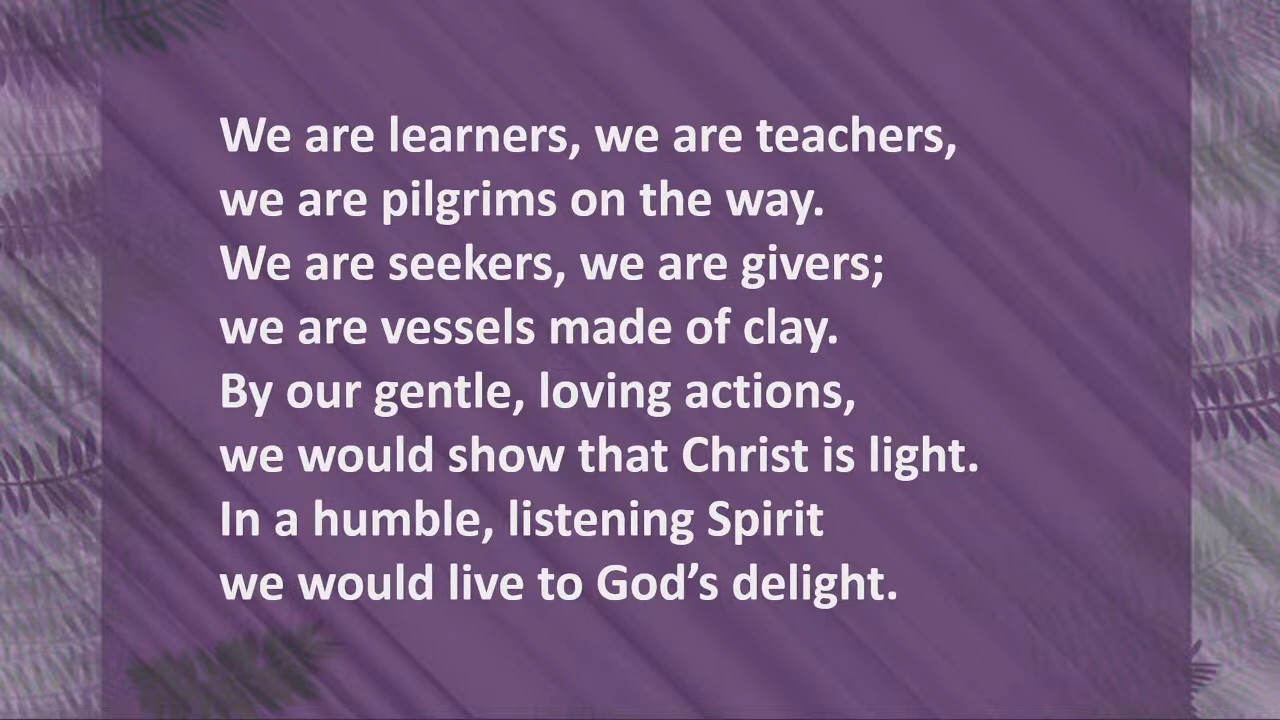 We are learners, we are teachers,
we are pilgrims on the way.
We are seekers, we are givers;
we are vessels made of clay.
By our gentle, loving actions,
we would show that Christ is light.
In a humble, listening Spirit
we would live to God’s delight.